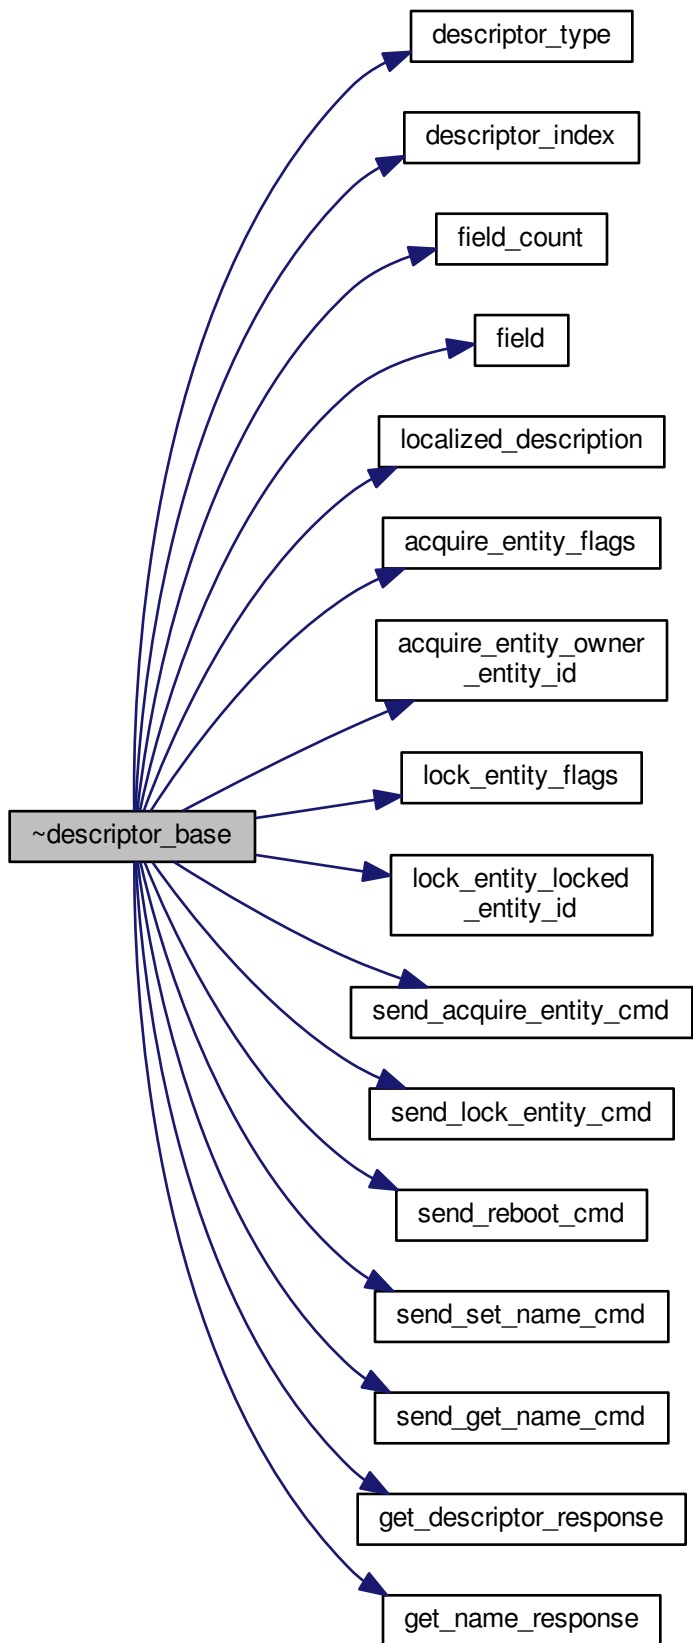 descriptor_type
descriptor_index
field_count
field
localized_description
acquire_entity_flags
acquire_entity_owner
_entity_id
lock_entity_flags
~descriptor_base
lock_entity_locked
_entity_id
send_acquire_entity_cmd
send_lock_entity_cmd
send_reboot_cmd
send_set_name_cmd
send_get_name_cmd
get_descriptor_response
get_name_response